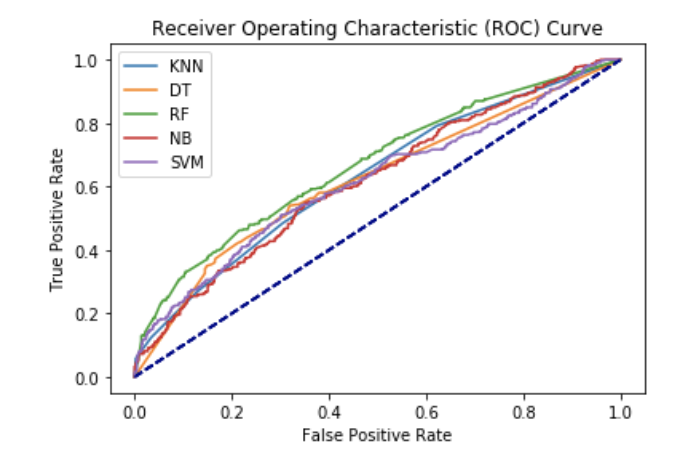 Receiver Operating Characteristic (ROC) Curve
1.0
0.8
0.6
0.4
0.2
0.0
True Positive Rate
KNN
DT
RF
NB
SVM
0.0 0.2 0.4 0.6 0.8 1.0
False Positive Rate